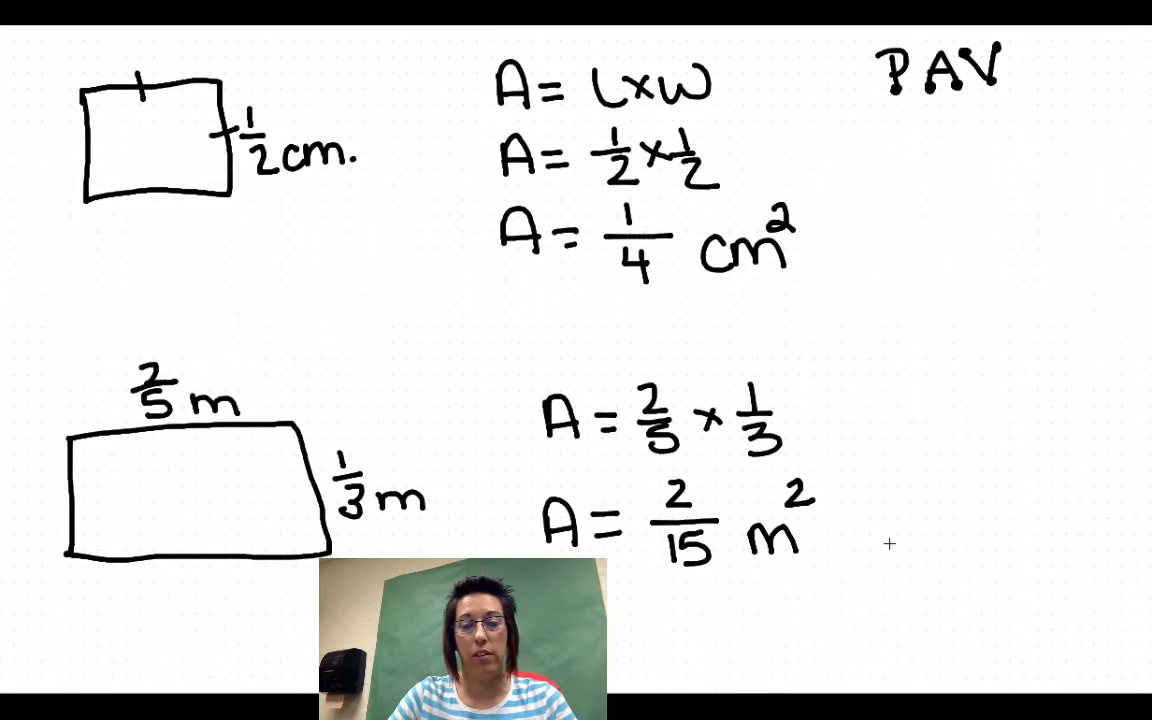 PAV
A = L×W
1/2 cm.
A = 1/2 × 1/2
A = 1/4 cm²
2/5 m
1/3 m
A = 2/5 × 1/3
A = 2/15 m²